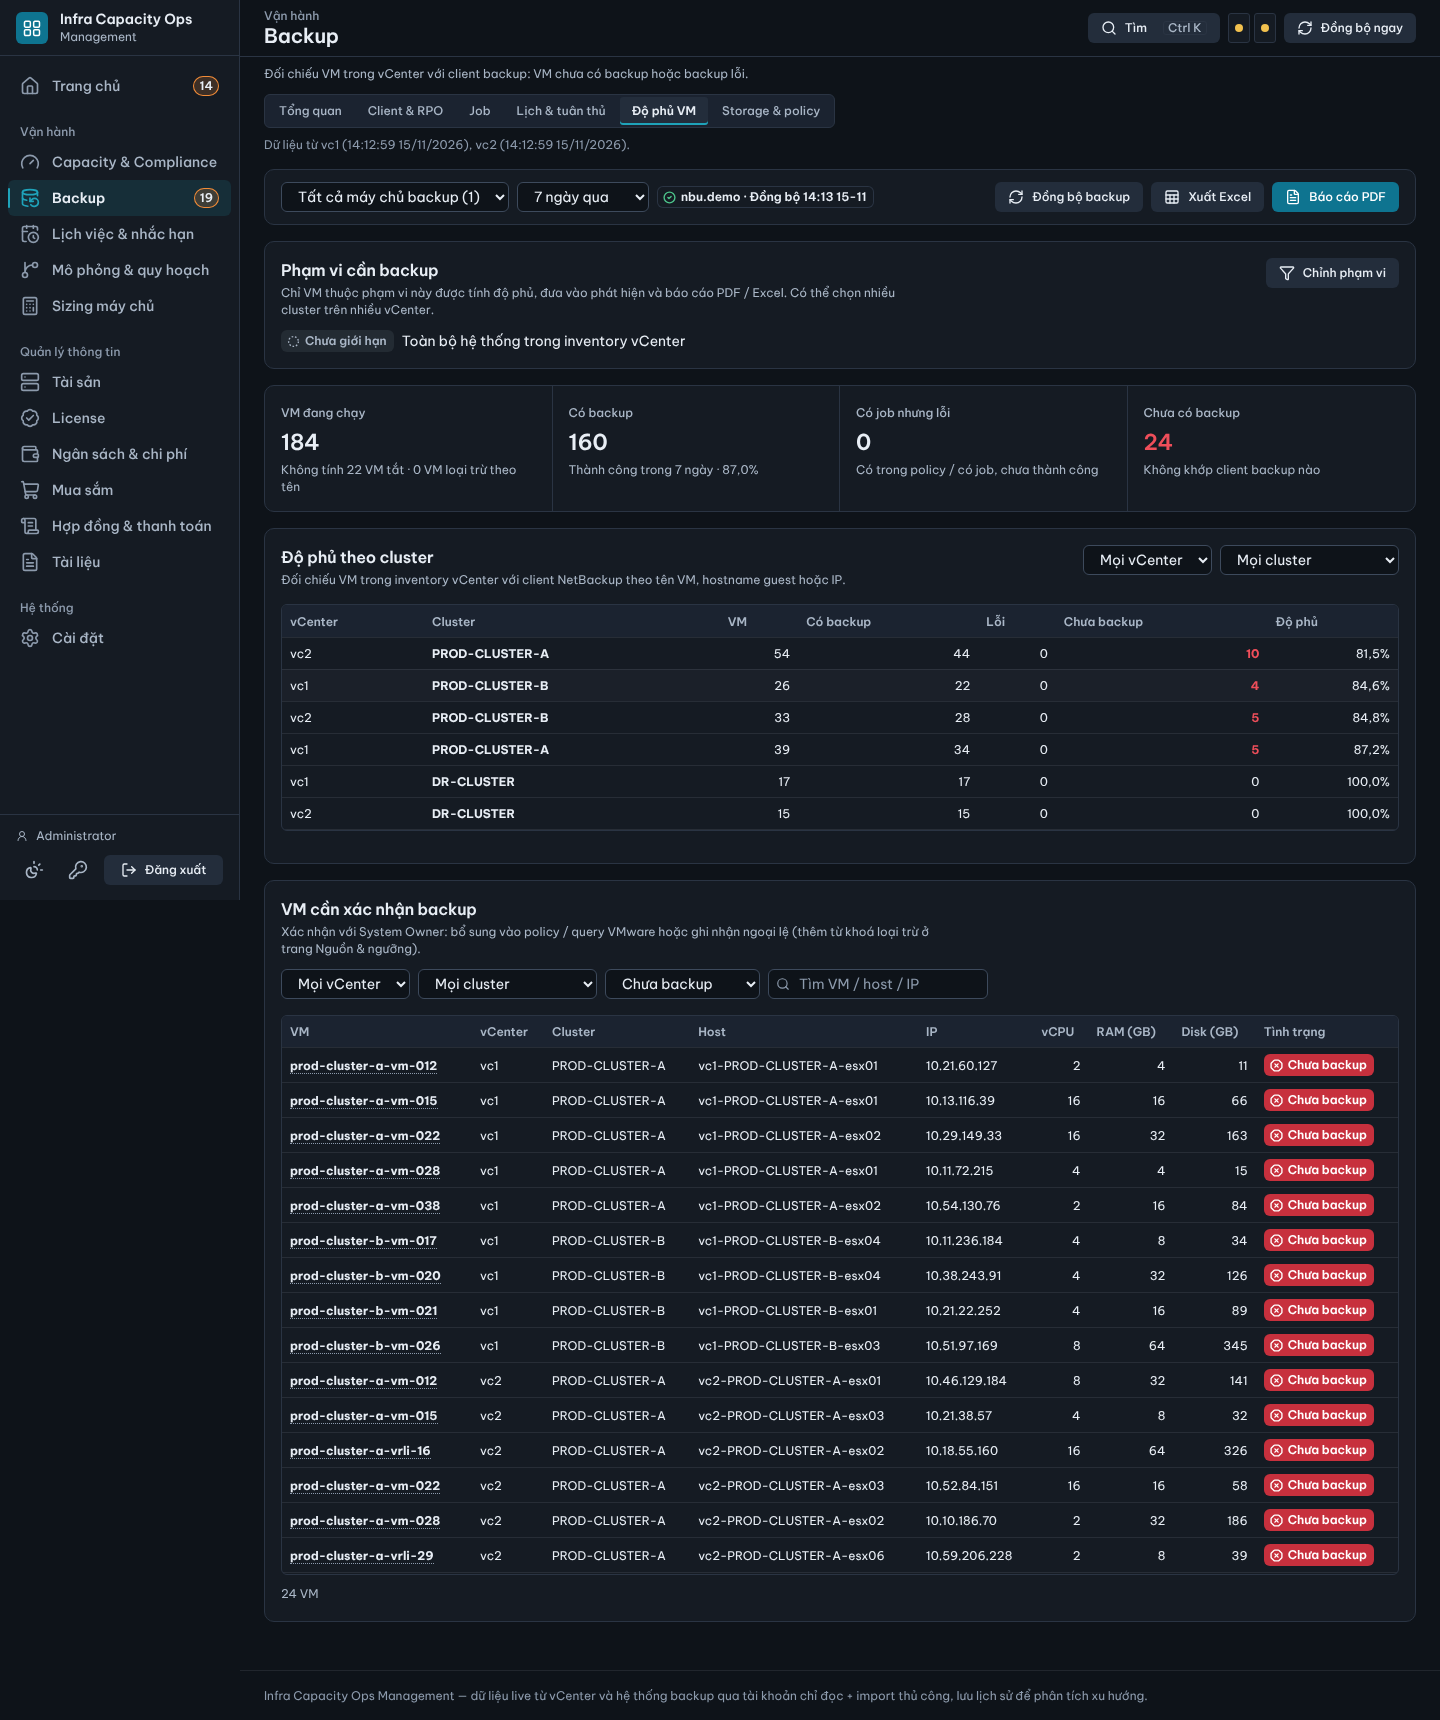 Infra Capacity Ops
Management
Trang chủ 14
Vận hành
Capacity & Compliance
Backup 19
Lịch việc & nhắc hạn
Mô phỏng & quy hoạch
Sizing máy chủ
Quản lý thông tin
Tài sản
License
Ngân sách & chi phí
Mua sắm
Hợp đồng & thanh toán
Tài liệu
Hệ thống
Cài đặt
Administrator
Đăng xuất
Vận hành
Backup
Tìm Ctrl K
Đồng bộ ngay
Đối chiếu VM trong vCenter với client backup: VM chưa có backup hoặc backup lỗi.
Tổng quan Client & RPO Job Lịch & tuân thủ Độ phủ VM Storage & policy
Dữ liệu từ vc1 (14:12:59 15/11/2026), vc2 (14:12:59 15/11/2026).
Tất cả máy chủ backup (1) 7 ngày qua nbu.demo · Đồng bộ 14:13 15-11 Đồng bộ backup Xuất Excel Báo cáo PDF
Phạm vi cần backup
Chỉnh phạm vi
Chỉ VM thuộc phạm vi này được tính độ phủ, đưa vào phát hiện và báo cáo PDF / Excel. Có thể chọn nhiều
cluster trên nhiều vCenter.
Chưa giới hạn Toàn bộ hệ thống trong inventory vCenter
VM đang chạy
184
Không tính 22 VM tắt · 0 VM loại trừ theo
tên
Có backup
160
Thành công trong 7 ngày · 87,0%
Có job nhưng lỗi
0
Có trong policy / có job, chưa thành công
Chưa có backup
24
Không khớp client backup nào
Độ phủ theo cluster
Đối chiếu VM trong inventory vCenter với client NetBackup theo tên VM, hostname guest hoặc IP.
Mọi vCenter Mọi cluster
vCenter Cluster VM Có backup Lỗi Chưa backup Độ phủ
vc2 PROD-CLUSTER-A 54 44 0 10 81,5%
vc1 PROD-CLUSTER-B 26 22 0 4 84,6%
vc2 PROD-CLUSTER-B 33 28 0 5 84,8%
vc1 PROD-CLUSTER-A 39 34 0 5 87,2%
vc1 DR-CLUSTER 17 17 0 0 100,0%
vc2 DR-CLUSTER 15 15 0 0 100,0%
VM cần xác nhận backup
Xác nhận với System Owner: bổ sung vào policy / query VMware hoặc ghi nhận ngoại lệ (thêm từ khoá loại trừ ở
trang Nguồn & ngưỡng).
Mọi vCenter Mọi cluster Chưa backup Tìm VM / host / IP
VM vCenter Cluster Host IP vCPU RAM (GB) Disk (GB) Tình trạng
prod-cluster-a-vm-012 vc1 PROD-CLUSTER-A vc1-PROD-CLUSTER-A-esx01 10.21.60.127 2 4 11 Chưa backup
prod-cluster-a-vm-015 vc1 PROD-CLUSTER-A vc1-PROD-CLUSTER-A-esx01 10.13.116.39 16 16 66 Chưa backup
prod-cluster-a-vm-022 vc1 PROD-CLUSTER-A vc1-PROD-CLUSTER-A-esx02 10.29.149.33 16 32 163 Chưa backup
prod-cluster-a-vm-028 vc1 PROD-CLUSTER-A vc1-PROD-CLUSTER-A-esx01 10.11.72.215 4 4 15 Chưa backup
prod-cluster-a-vm-038 vc1 PROD-CLUSTER-A vc1-PROD-CLUSTER-A-esx02 10.54.130.76 2 16 84 Chưa backup
prod-cluster-b-vm-017 vc1 PROD-CLUSTER-B vc1-PROD-CLUSTER-B-esx04 10.11.236.184 4 8 34 Chưa backup
prod-cluster-b-vm-020 vc1 PROD-CLUSTER-B vc1-PROD-CLUSTER-B-esx04 10.38.243.91 4 32 126 Chưa backup
prod-cluster-b-vm-021 vc1 PROD-CLUSTER-B vc1-PROD-CLUSTER-B-esx01 10.21.22.252 4 16 89 Chưa backup
prod-cluster-b-vm-026 vc1 PROD-CLUSTER-B vc1-PROD-CLUSTER-B-esx03 10.51.97.169 8 64 345 Chưa backup
prod-cluster-a-vm-012 vc2 PROD-CLUSTER-A vc2-PROD-CLUSTER-A-esx01 10.46.129.184 8 32 141 Chưa backup
prod-cluster-a-vm-015 vc2 PROD-CLUSTER-A vc2-PROD-CLUSTER-A-esx03 10.21.38.57 4 8 32 Chưa backup
prod-cluster-a-vrli-16 vc2 PROD-CLUSTER-A vc2-PROD-CLUSTER-A-esx02 10.18.55.160 16 64 326 Chưa backup
prod-cluster-a-vm-022 vc2 PROD-CLUSTER-A vc2-PROD-CLUSTER-A-esx03 10.52.84.151 16 16 58 Chưa backup
prod-cluster-a-vm-028 vc2 PROD-CLUSTER-A vc2-PROD-CLUSTER-A-esx02 10.10.186.70 2 32 186 Chưa backup
prod-cluster-a-vrli-29 vc2 PROD-CLUSTER-A vc2-PROD-CLUSTER-A-esx06 10.59.206.228 2 8 39 Chưa backup
24 VM
Infra Capacity Ops Management — dữ liệu live từ vCenter và hệ thống backup qua tài khoản chỉ đọc + import thủ công, lưu lịch sử để phân tích xu hướng.